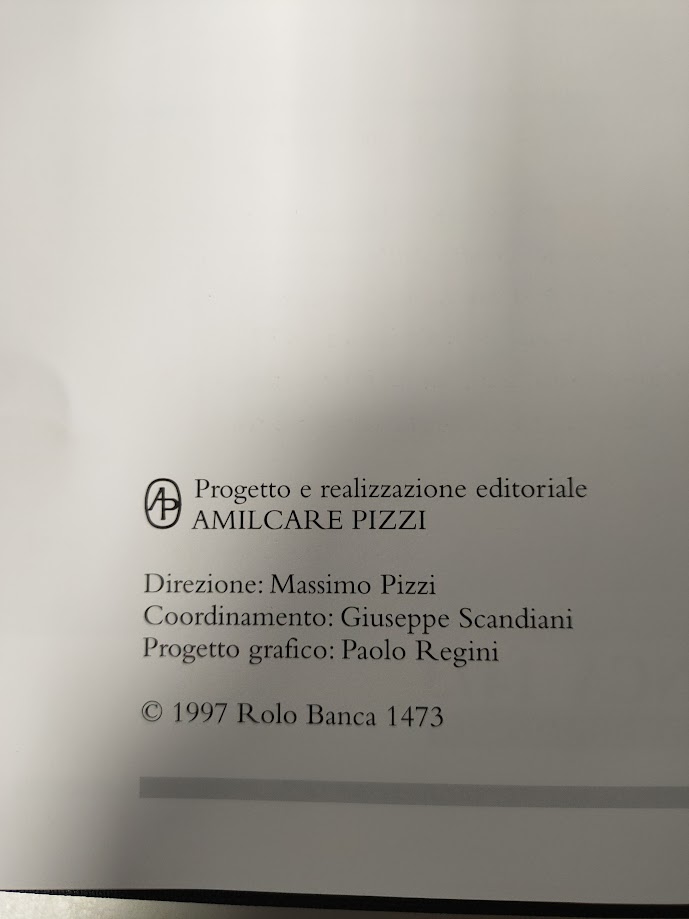 AP Progetto e realizzazione editoriale
AMILCARE PIZZI
Direzione: Massimo Pizzi
Coordinamento: Giuseppe Scandiani
Progetto grafico: Paolo Regini
© 1997 Rolo Banca 1473